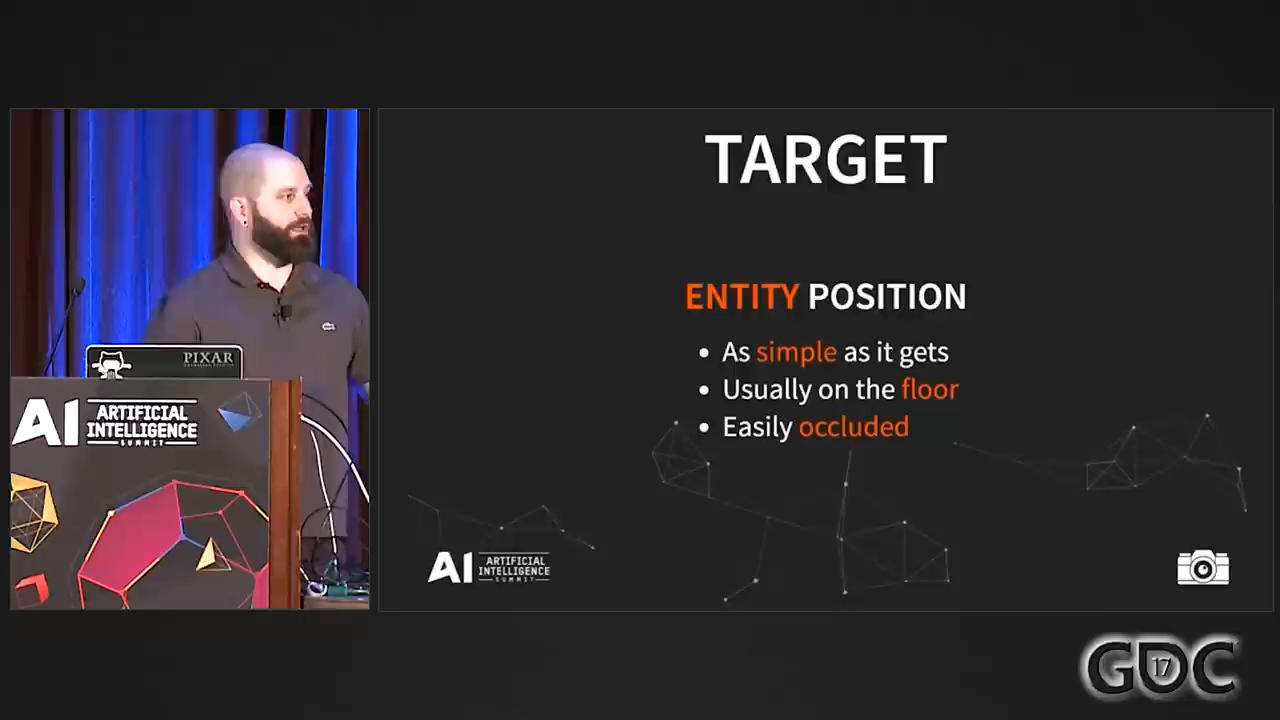 TARGET
ENTITY POSITION
As simple as it gets
Usually on the floor
Easily occluded
PIXAR
AI ARTIFICIAL
INTELLIGENCE
SUMMIT
AI ARTIFICIAL
INTELLIGENCE
SUMMIT
GDC
17